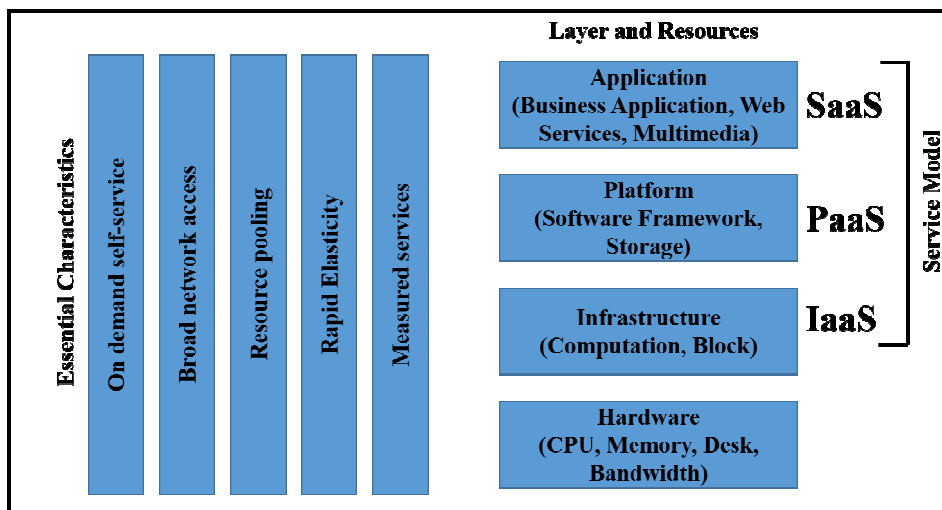 Essential Characteristics
On demand self-service
Broad network access
Resource pooling
Rapid Elasticity
Measured services
Layer and Resources
Application
(Business Application, Web
Services, Multimedia)
SaaS
Platform
(Software Framework,
Storage)
PaaS
Infrastructure
(Computation, Block)
IaaS
Hardware
(CPU, Memory, Desk,
Bandwidth)
Service Model